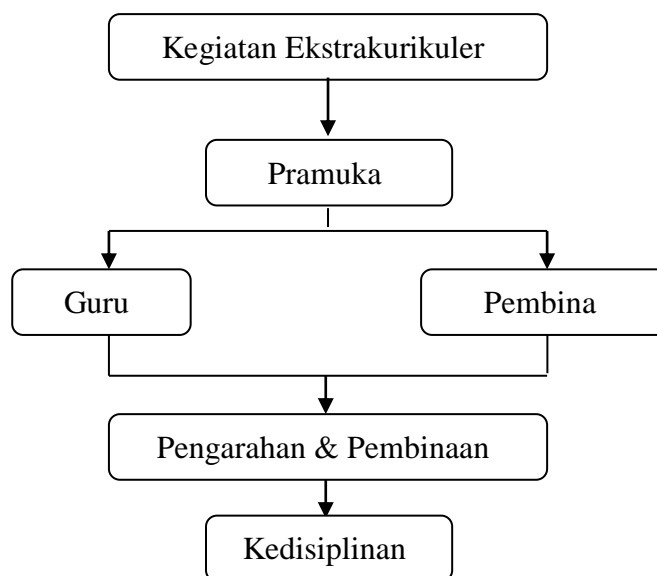 Kegiatan Ekstrakurikuler
Pramuka
Guru
Pembina
Pengarahan & Pembinaan
Kedisiplinan